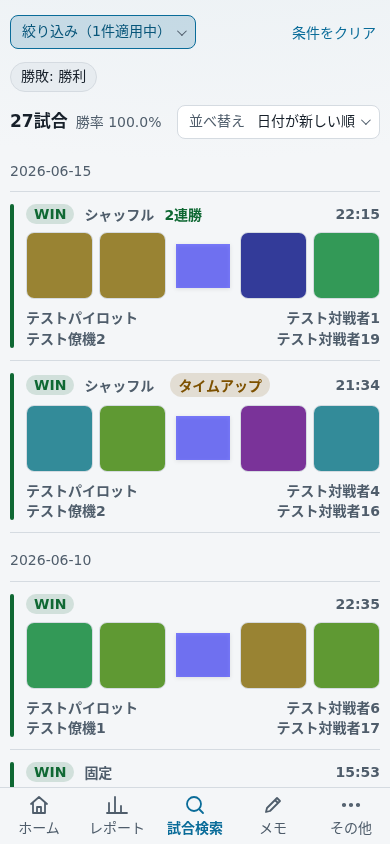 絞り込み（1件適用中）
条件をクリア
勝敗: 勝利
27試合 勝率 100.0%
並べ替え 日付が新しい順
2026-06-15
WIN シャッフル 2連勝 22:15
テストパイロット テスト対戦者1
テスト僚機2 テスト対戦者19
WIN シャッフル タイムアップ 21:34
テストパイロット テスト対戦者4
テスト僚機2 テスト対戦者16
2026-06-10
WIN 22:35
テストパイロット テスト対戦者6
テスト僚機1 テスト対戦者17
WIN 固定 15:53
ホーム レポート 試合検索 メモ その他